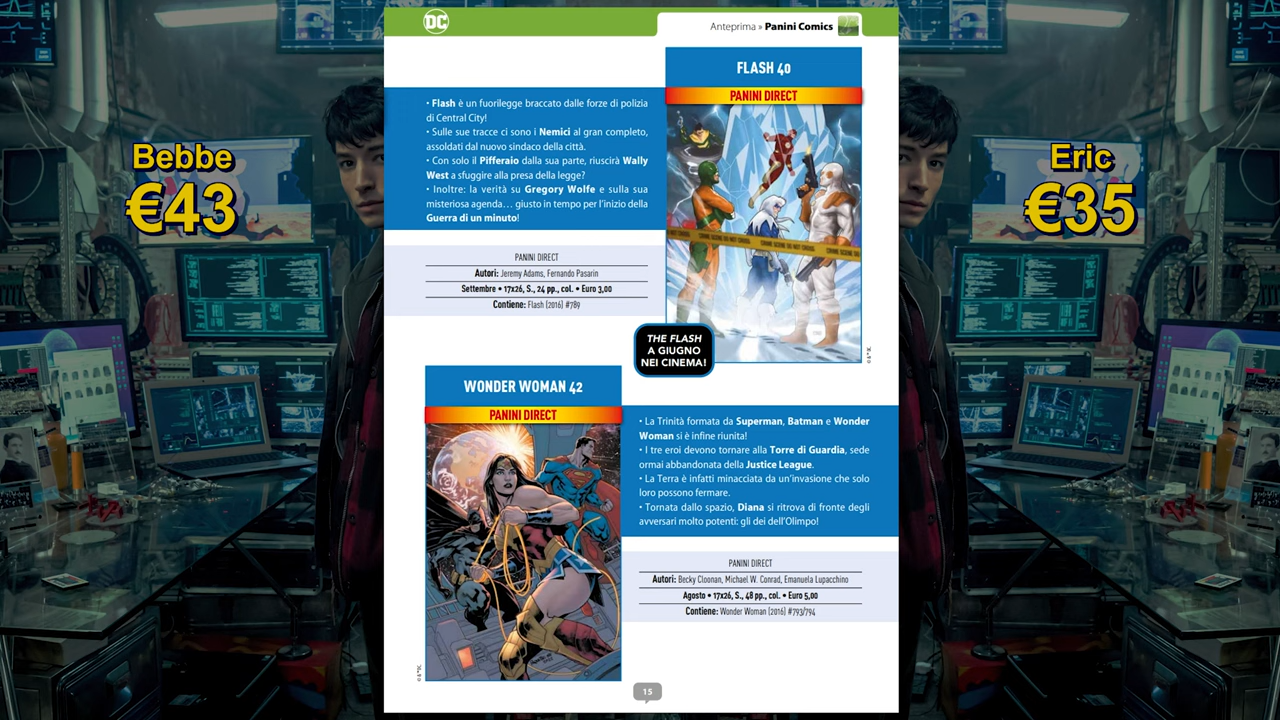 DC
Anteprima » Panini Comics
FLASH 40
PANINI DIRECT
• Flash è un fuorilegge braccato dalle forze di polizia
di Central City!
• Sulle sue tracce ci sono i Nemici al gran completo,
assoldati dal nuovo sindaco della città.
• Con solo il Pifferaio dalla sua parte, riuscirà Wally
West a sfuggire alla presa della legge?
• Inoltre: la verità su Gregory Wolfe e sulla sua
misteriosa agenda… giusto in tempo per l'inizio della
Guerra di un minuto!
PANINI DIRECT
Autori: Jeremy Adams, Fernando Pasarin
Settembre • 17x26, S., 24 pp., col. • Euro 3,00
Contiene: Flash (2016) #789
CRIME SCENE DO NOT CROSS
THE FLASH
A GIUGNO
NEI CINEMA!
Bebbe
€43
Eric
€35
WONDER WOMAN 42
PANINI DIRECT
• La Trinità formata da Superman, Batman e Wonder
Woman si è infine riunita!
• I tre eroi devono tornare alla Torre di Guardia, sede
ormai abbandonata della Justice League.
• La Terra è infatti minacciata da un'invasione che solo
loro possono fermare.
• Tornata dallo spazio, Diana si ritrova di fronte degli
avversari molto potenti: gli dei dell'Olimpo!
PANINI DIRECT
Autori: Becky Cloonan, Michael W. Conrad, Emanuela Lupacchino
Agosto • 17x26, S., 48 pp., col. • Euro 5,00
Contiene: Wonder Woman (2016) #793/794
15